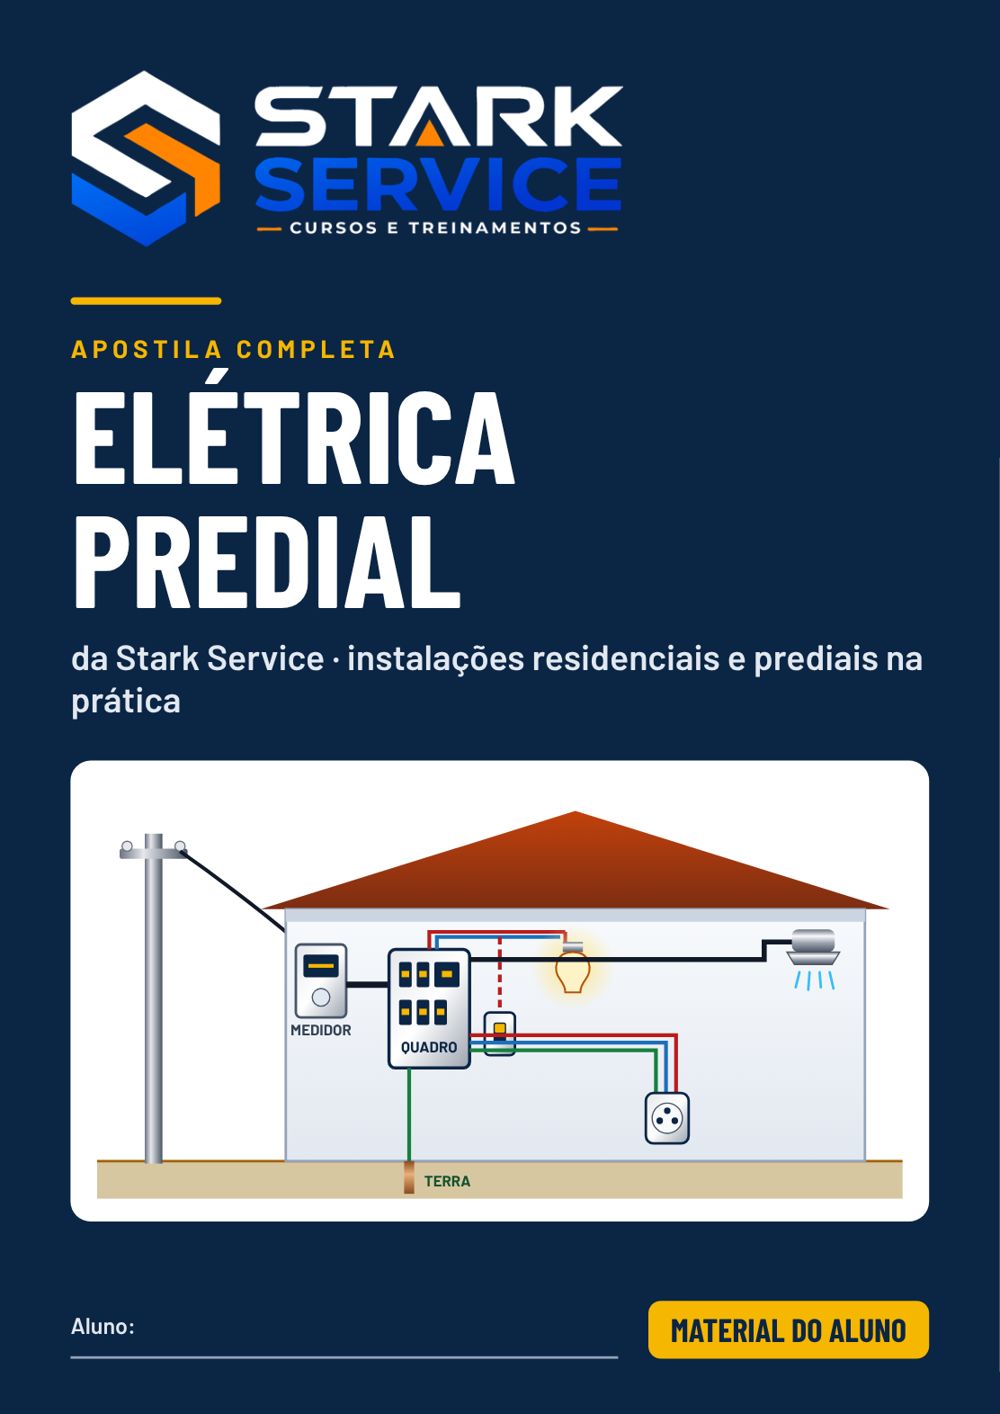 STARK
SERVICE
CURSOS E TREINAMENTOS
APOSTILA COMPLETA
ELÉTRICA
PREDIAL
da Stark Service · instalações residenciais e prediais na
prática
MEDIDOR
QUADRO
TERRA
Aluno:
MATERIAL DO ALUNO